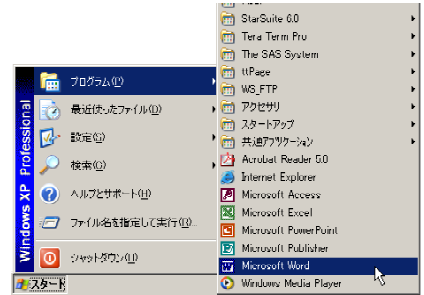 StarSuite 6.0
Tera Term Pro
The SAS System
ttPage
WS_FTP
アクセサリ
スタートアップ
共通アプリケーション
Acrobat Reader 5.0
Internet Explorer
Microsoft Access
Microsoft Excel
Microsoft PowerPoint
Microsoft Publisher
Microsoft Word
Windows Media Player
プログラム(P)
最近使ったファイル(D)
設定(S)
検索(C)
ヘルプとサポート(H)
ファイル名を指定して実行(R)...
シャットダウン(U)
Windows XP Professional
スタート